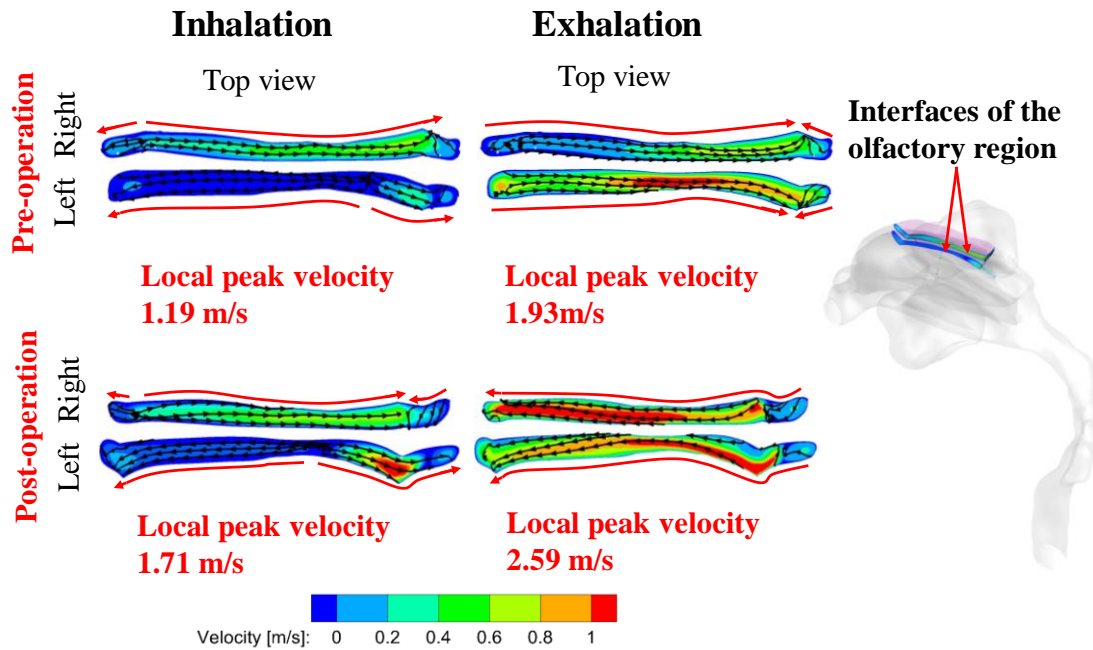 Inhalation
Exhalation
Top view
Top view
Pre-operation
Right
Left
Interfaces of the
olfactory region
Local peak velocity
1.19 m/s
Local peak velocity
1.93m/s
Post-operation
Right
Left
Local peak velocity
1.71 m/s
Local peak velocity
2.59 m/s
Velocity [m/s]: 0 0.2 0.4 0.6 0.8 1